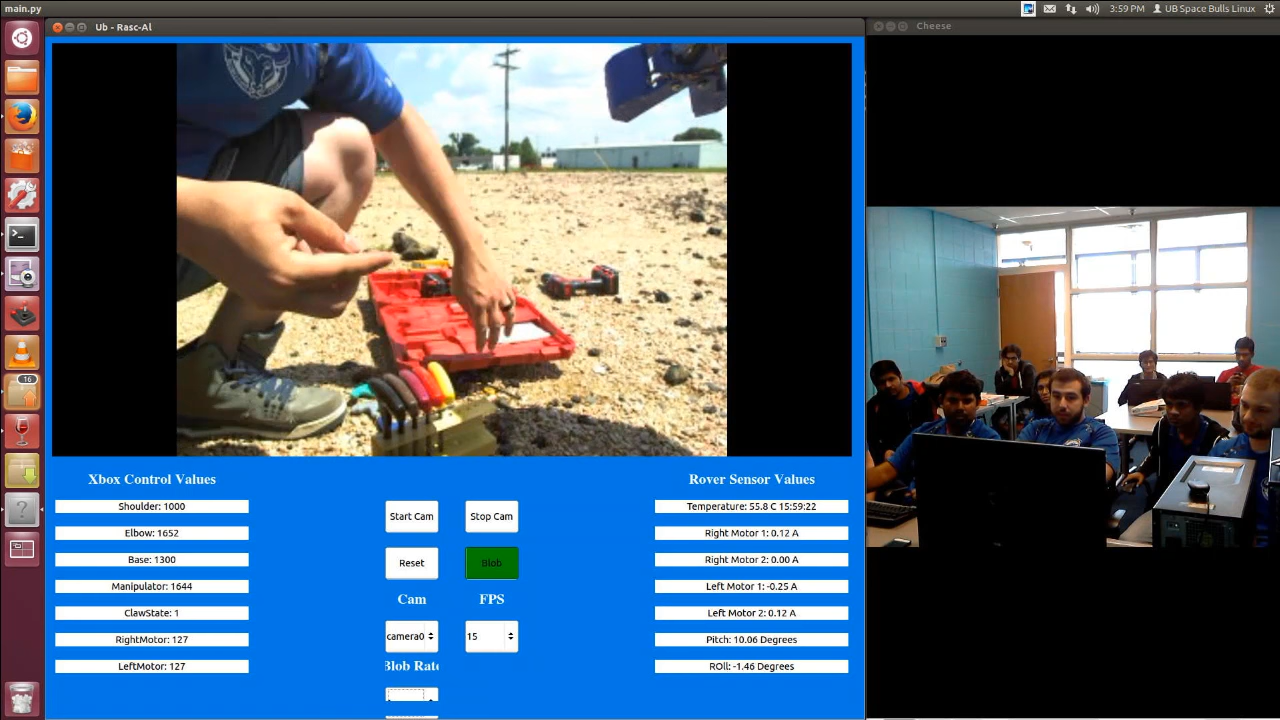 main.py
3:59 PM
UB Space Bulls Linux
Ub - Rasc-Al
Cheese
16
Xbox Control Values
Shoulder: 1000
Elbow: 1652
Base: 1300
Manipulator: 1644
ClawState: 1
RightMotor: 127
LeftMotor: 127
Start Cam
Stop Cam
Reset
Blob
Cam
FPS
camera0
15
Blob Rate
Rover Sensor Values
Temperature: 55.8 C 15:59:22
Right Motor 1: 0.12 A
Right Motor 2: 0.00 A
Left Motor 1: -0.25 A
Left Motor 2: 0.12 A
Pitch: 10.06 Degrees
ROll: -1.46 Degrees